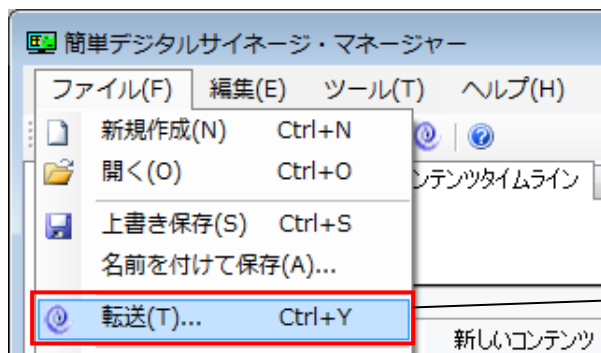 簡単デジタルサイネージ・マネージャー
ファイル(F) 編集(E) ツール(T) ヘルプ(H)
新規作成(N) Ctrl+N
開く(O) Ctrl+O
ンテンツタイムライン
上書き保存(S) Ctrl+S
名前を付けて保存(A)...
転送(T)... Ctrl+Y
新しいコンテンツ